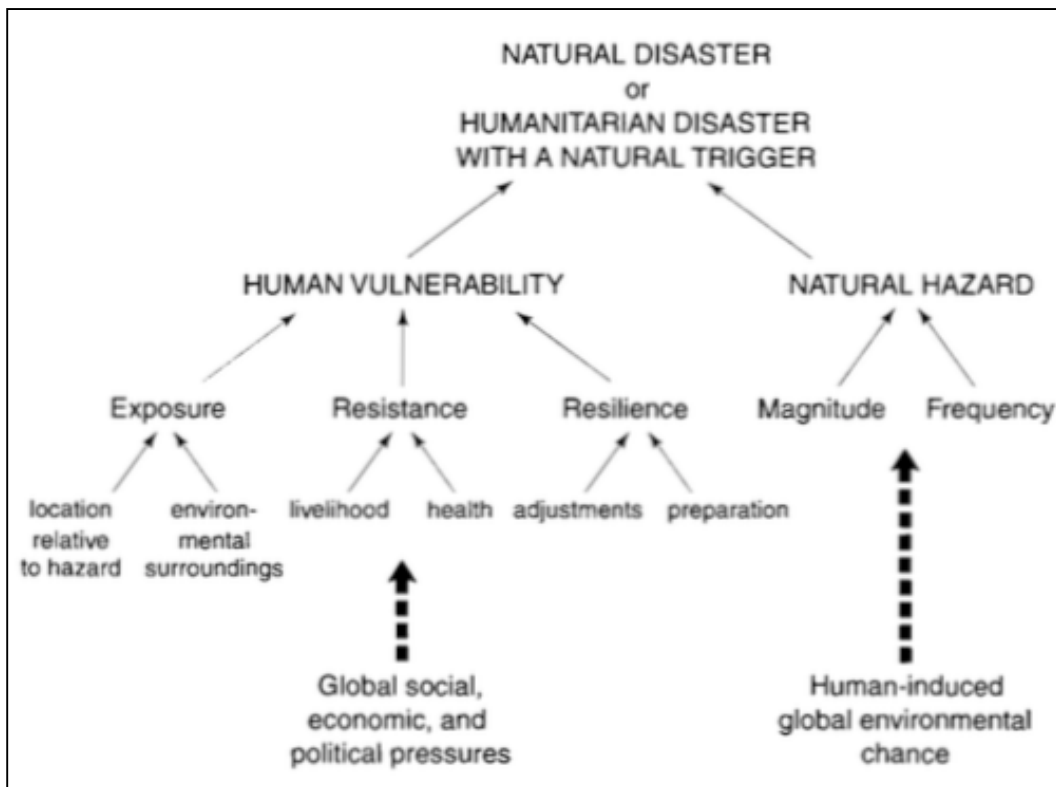 NATURAL DISASTER
or
HUMANITARIAN DISASTER
WITH A NATURAL TRIGGER
HUMAN VULNERABILITY
NATURAL HAZARD
Exposure
Resistance
Resilience
Magnitude
Frequency
location
relative
to hazard
environ-
mental
surroundings
livelihood
health
adjustments
preparation
Global social,
economic, and
political pressures
Human-induced
global environmental
chance